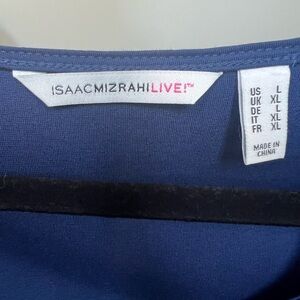 ISAACMIZRAHILIVE!™
US L
UK XL
DE L
IT XL
FR XL
MADE IN
CHINA